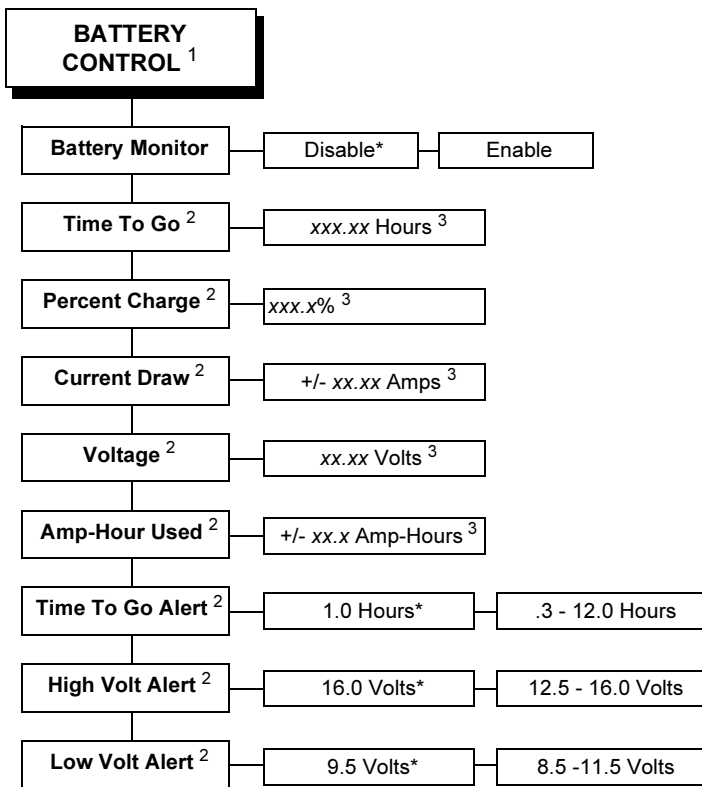 BATTERY
CONTROL 1
Battery Monitor Disable* Enable
Time To Go 2 xxx.xx Hours 3
Percent Charge 2 xxx.x% 3
Current Draw 2 +/- xx.xx Amps 3
Voltage 2 xx.xx Volts 3
Amp-Hour Used 2 +/- xx.x Amp-Hours 3
Time To Go Alert 2 1.0 Hours* .3 - 12.0 Hours
High Volt Alert 2 16.0 Volts* 12.5 - 16.0 Volts
Low Volt Alert 2 9.5 Volts* 8.5 -11.5 Volts